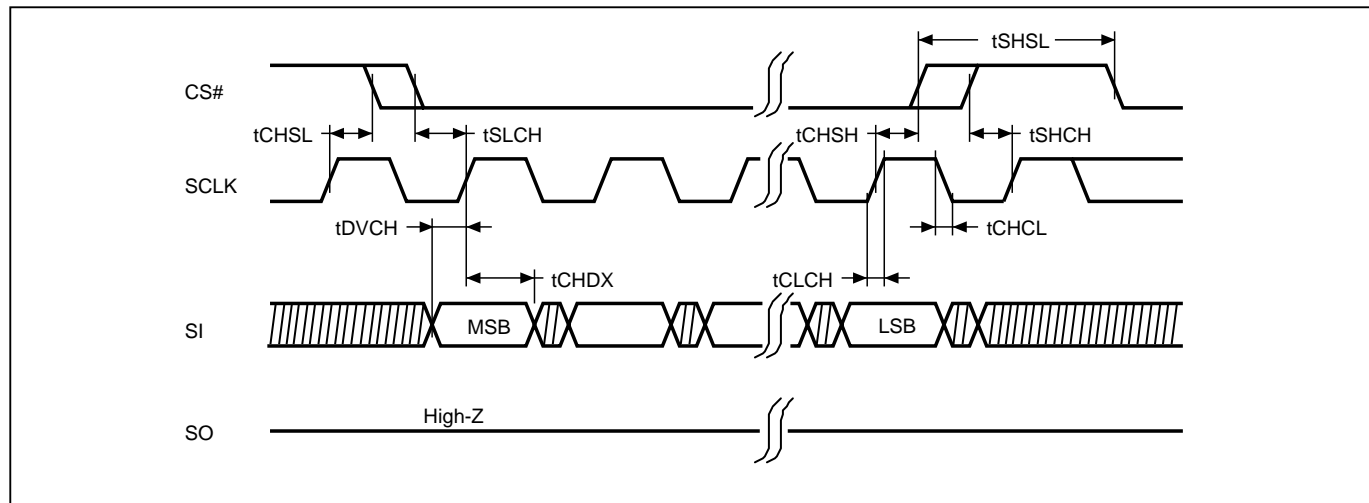 tSHSL
CS#
tCHSL
tSLCH
tCHSH
tSHCH
SCLK
tDVCH
tCHCL
tCHDX
tCLCH
SI
MSB
LSB
High-Z
SO